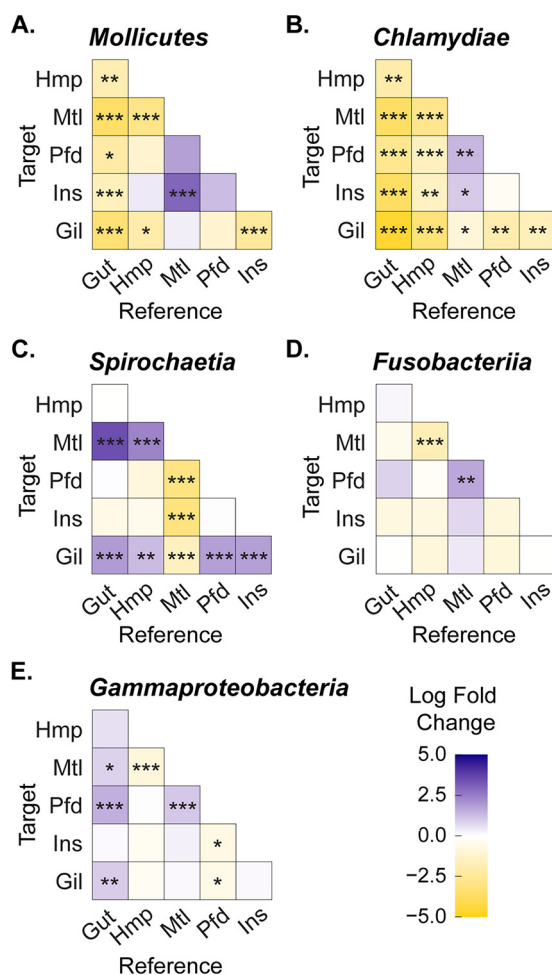 A.
Mollicutes
Hmp **
Mtl *** ***
Pfd *
Ins *** ***
Gil *** * ***
Gut Hmp Mtl Pfd Ins
Target
Reference
B.
Chlamydiae
Hmp **
Mtl *** ***
Pfd *** *** **
Ins *** ** *
Gil *** *** * ** **
Gut Hmp Mtl Pfd Ins
Target
Reference
C.
Spirochaetia
Hmp
Mtl *** ***
Pfd ***
Ins ***
Gil *** ** *** *** ***
Gut Hmp Mtl Pfd Ins
Target
Reference
D.
Fusobacteriia
Hmp
Mtl ***
Pfd **
Ins
Gil
Gut Hmp Mtl Pfd Ins
Target
Reference
E.
Gammaproteobacteria
Hmp
Mtl * ***
Pfd *** ***
Ins *
Gil ** *
Gut Hmp Mtl Pfd Ins
Target
Reference
Log Fold
Change
5.0
2.5
0.0
−2.5
−5.0